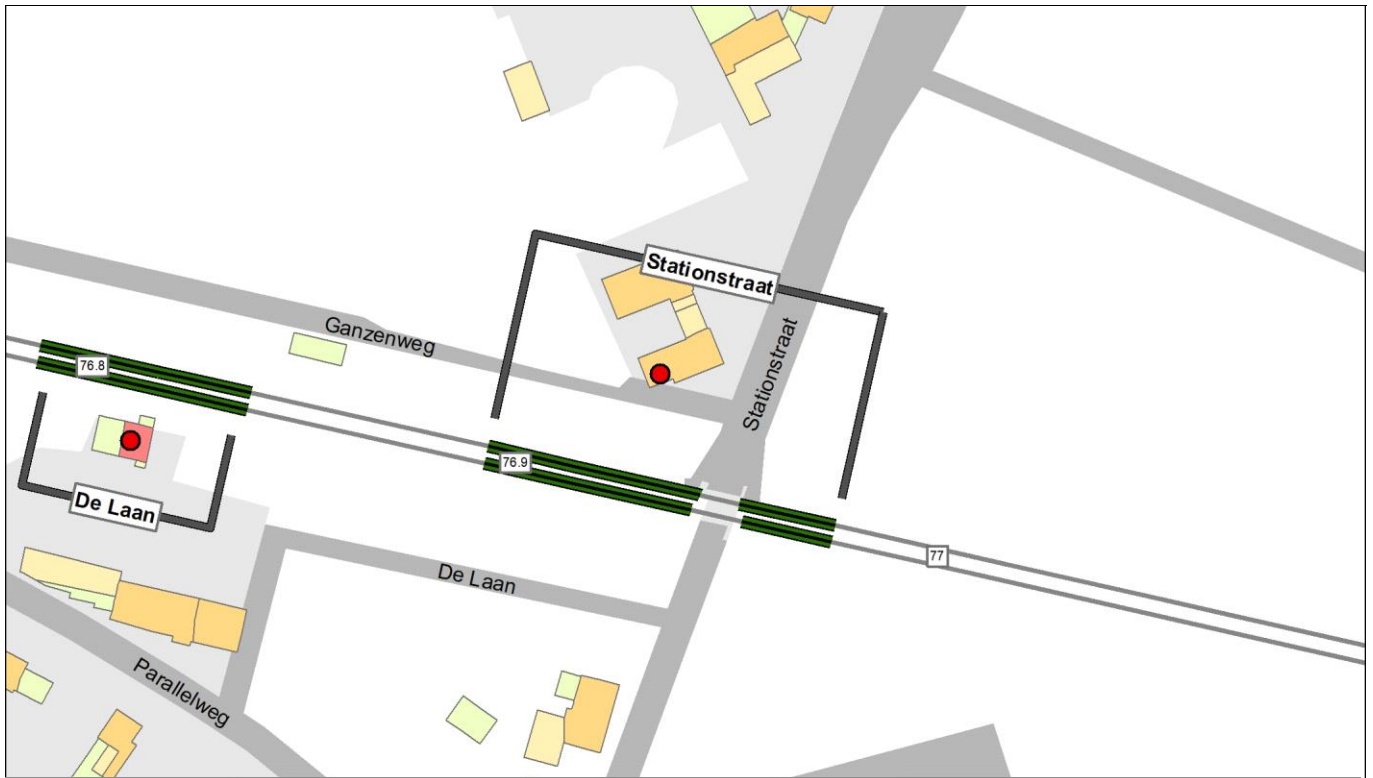 Stationstraat
Ganzenweg
Stationstraat
76.8
76.9
De Laan
77
De Laan
Parallelweg